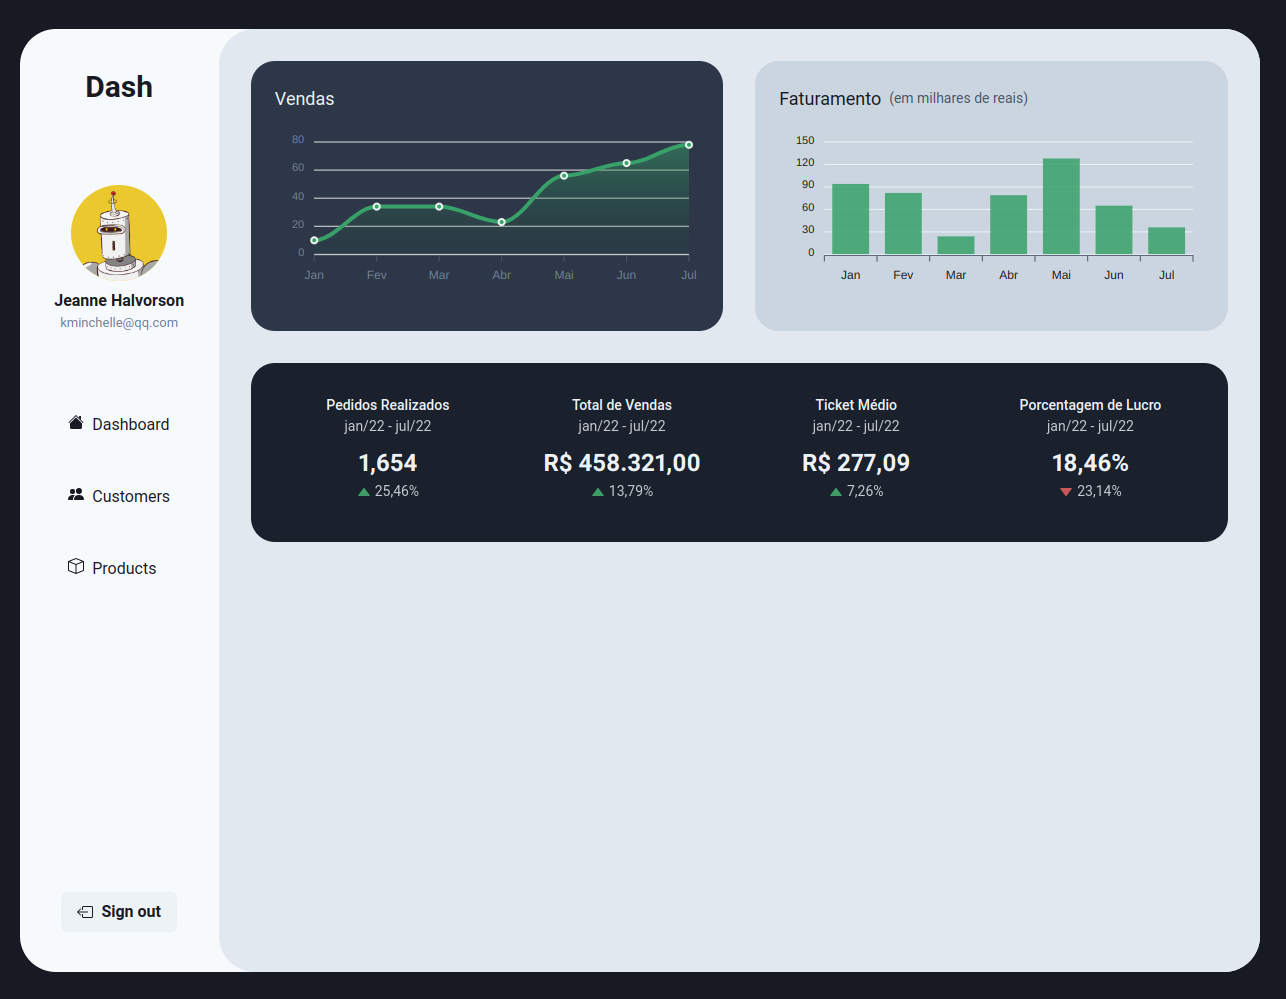 Dash
Jeanne Halvorson
kminchelle@qq.com
Dashboard
Customers
Products
Sign out
Vendas
80
60
40
20
0
Jan Fev Mar Abr Mai Jun Jul
Faturamento (em milhares de reais)
150
120
90
60
30
0
Jan Fev Mar Abr Mai Jun Jul
Pedidos Realizados
jan/22 - jul/22
1,654
25,46%
Total de Vendas
jan/22 - jul/22
R$ 458.321,00
13,79%
Ticket Médio
jan/22 - jul/22
R$ 277,09
7,26%
Porcentagem de Lucro
jan/22 - jul/22
18,46%
23,14%